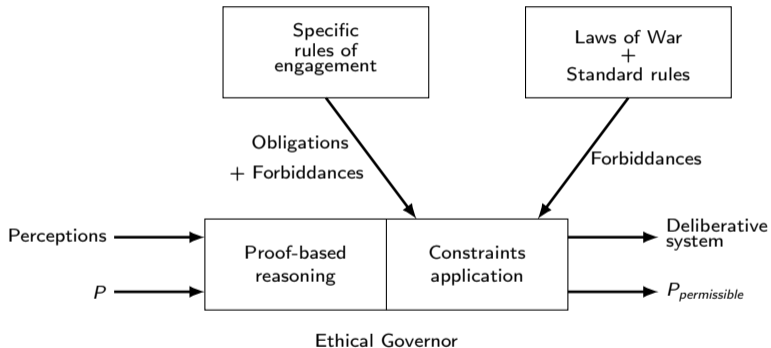 Specific
rules of
engagement
Laws of War
+
Standard rules
Obligations
+ Forbiddances
Forbiddances
Perceptions
P
Proof-based
reasoning
Constraints
application
Deliberative
system
P_permissible
Ethical Governor